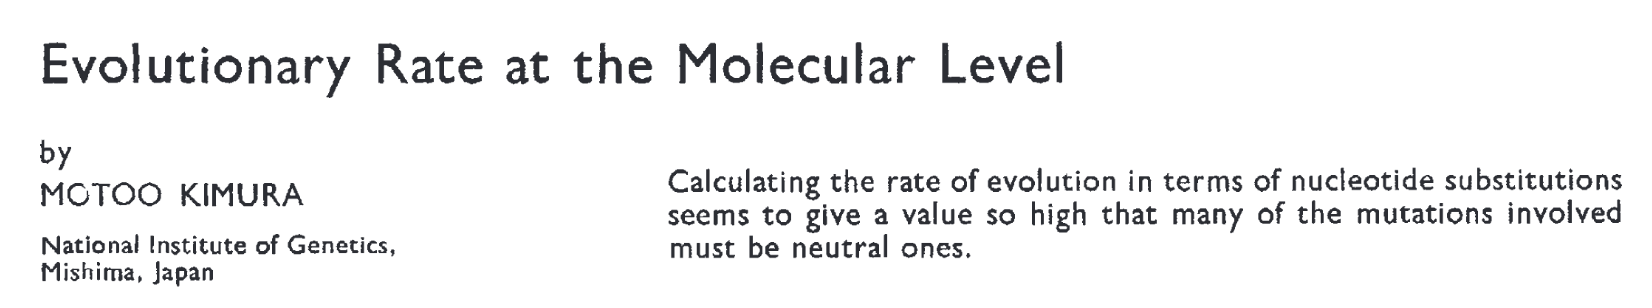 Evolutionary Rate at the Molecular Level
by
MOTOO KIMURA
National Institute of Genetics,
Mishima, Japan
Calculating the rate of evolution in terms of nucleotide substitutions
seems to give a value so high that many of the mutations involved
must be neutral ones.